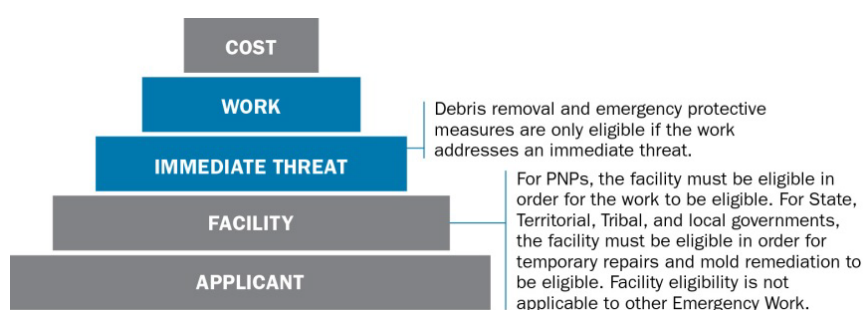 COST
WORK
Debris removal and emergency protective
measures are only eligible if the work
addresses an immediate threat.
IMMEDIATE THREAT
For PNPs, the facility must be eligible in
order for the work to be eligible. For State,
Territorial, Tribal, and local governments,
the facility must be eligible in order for
temporary repairs and mold remediation to
be eligible. Facility eligibility is not
applicable to other Emergency Work.
FACILITY
APPLICANT